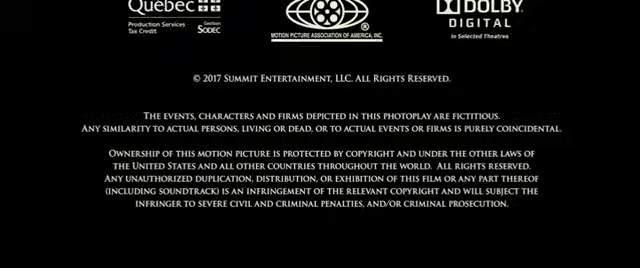 Québec
Production Services
Tax Credit
Gestion
SODEC
MOTION PICTURE ASSOCIATION OF AMERICA, INC.
®
DOLBY
DIGITAL
In Selected Theatres
© 2017 SUMMIT ENTERTAINMENT, LLC. ALL RIGHTS RESERVED.
THE EVENTS, CHARACTERS AND FIRMS DEPICTED IN THIS PHOTOPLAY ARE FICTITIOUS.
ANY SIMILARITY TO ACTUAL PERSONS, LIVING OR DEAD, OR TO ACTUAL EVENTS OR FIRMS IS PURELY COINCIDENTAL.
OWNERSHIP OF THIS MOTION PICTURE IS PROTECTED BY COPYRIGHT AND UNDER THE OTHER LAWS OF
THE UNITED STATES AND ALL OTHER COUNTRIES THROUGHOUT THE WORLD. ALL RIGHTS RESERVED.
ANY UNAUTHORIZED DUPLICATION, DISTRIBUTION, OR EXHIBITION OF THIS FILM OR ANY PART THEREOF
(INCLUDING SOUNDTRACK) IS AN INFRINGEMENT OF THE RELEVANT COPYRIGHT AND WILL SUBJECT THE
INFRINGER TO SEVERE CIVIL AND CRIMINAL PENALTIES, AND/OR CRIMINAL PROSECUTION.